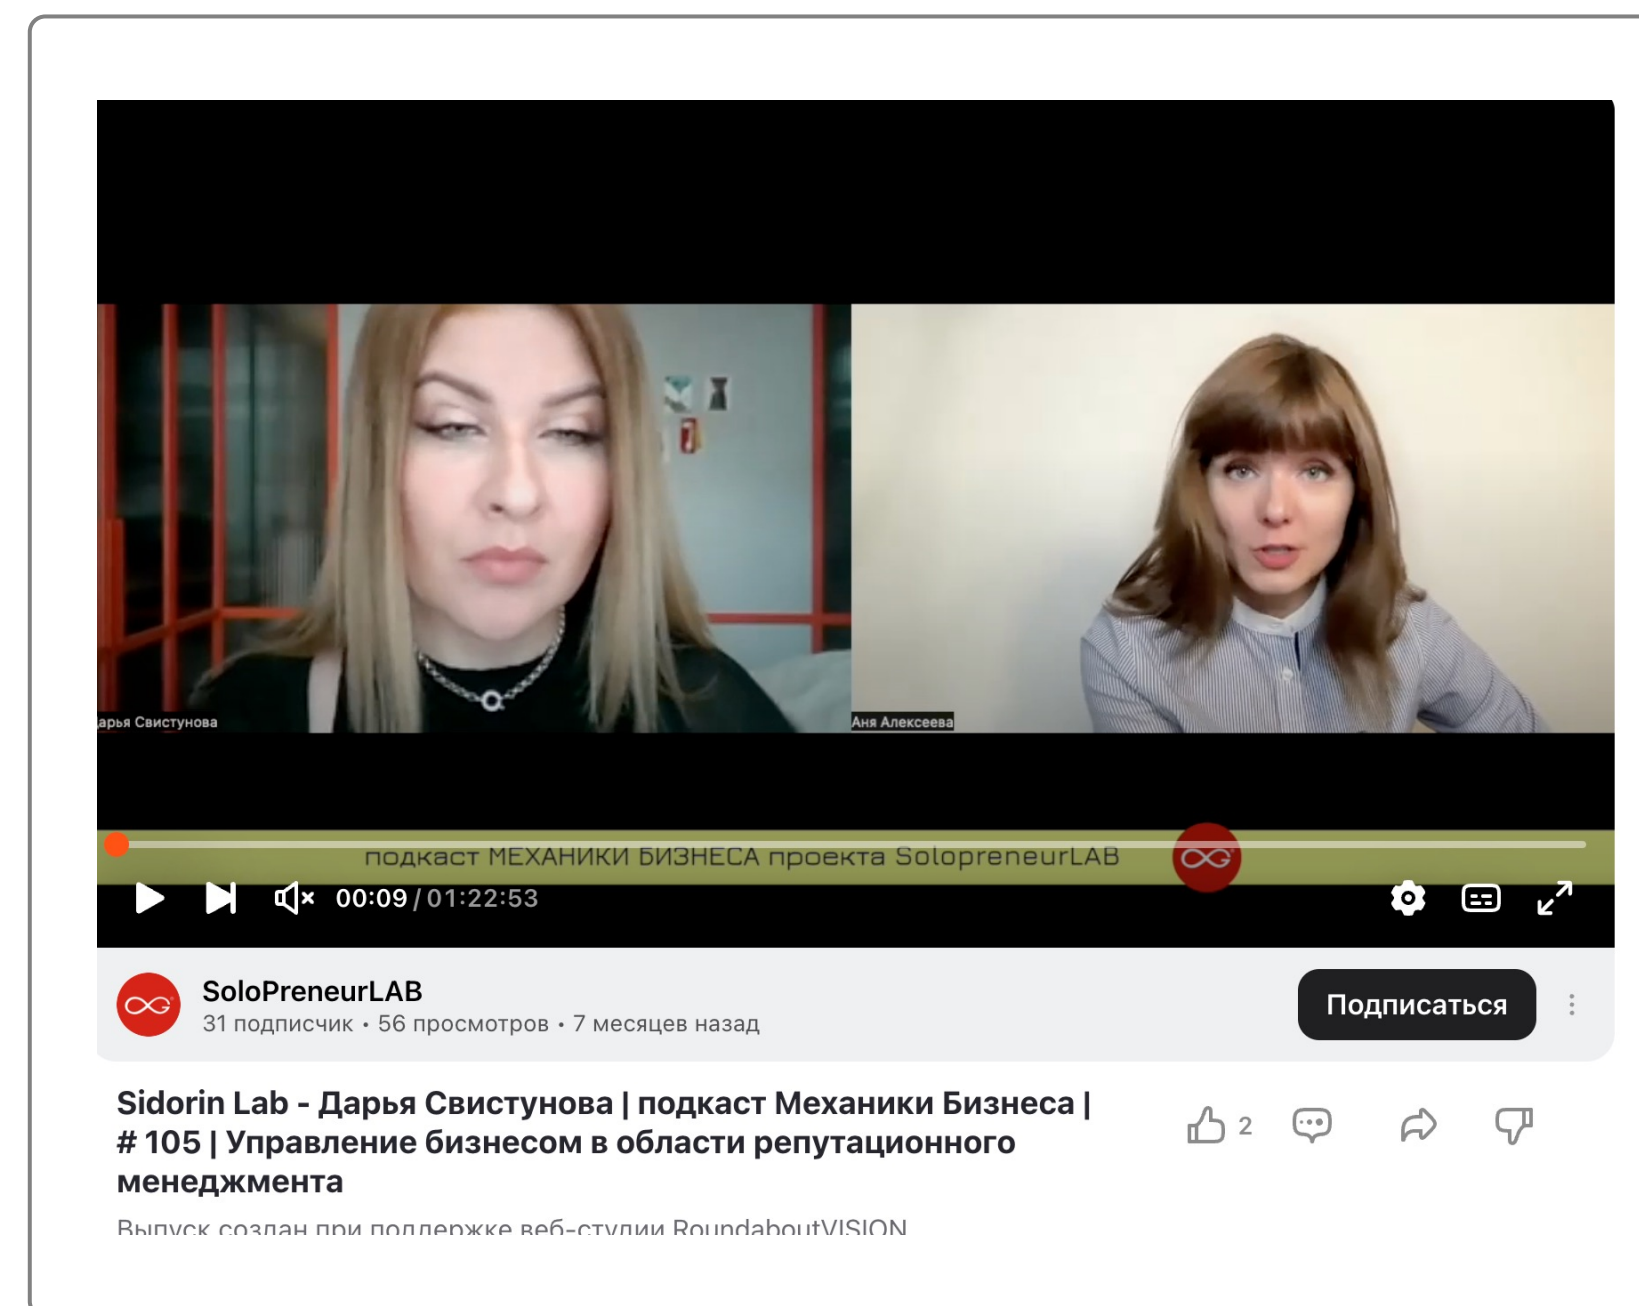 арья Свистунова
Аня Алексеева
подкаст МЕХАНИКИ БИЗНЕСА проекта SolopreneurLAB
00:09 / 01:22:53
SoloPreneurLAB
31 подписчик • 56 просмотров • 7 месяцев назад
Подписаться
Sidorin Lab - Дарья Свистунова | подкаст Механики Бизнеса |
# 105 | Управление бизнесом в области репутационного
менеджмента
2
Выпуск создан при поддержке веб-студии RoundaboutVISION